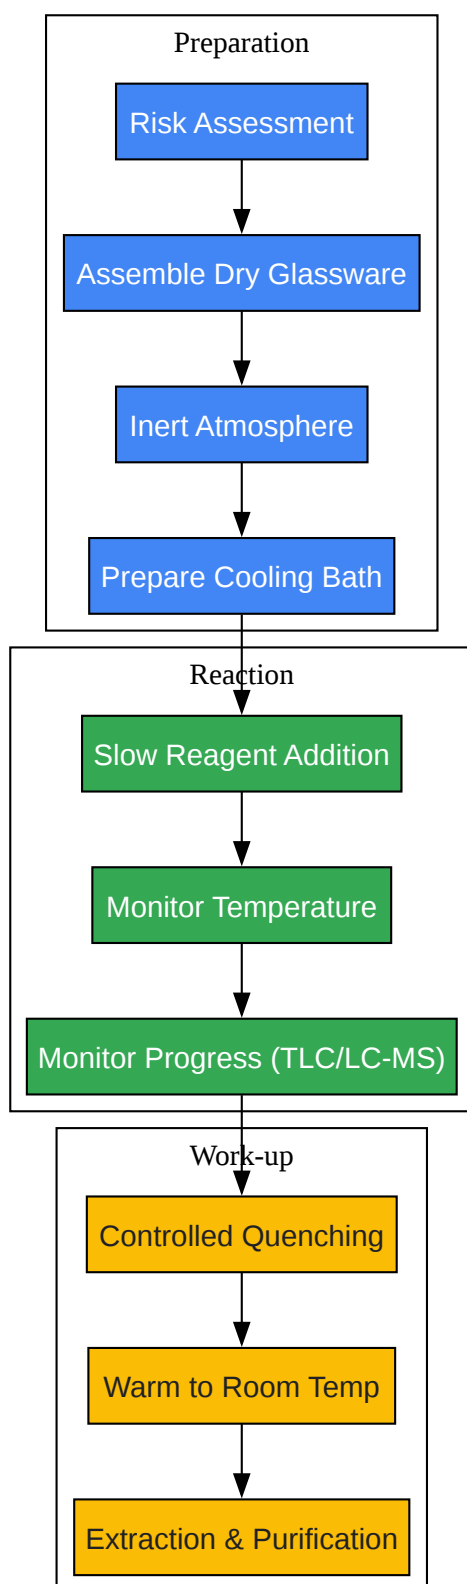 Preparation
Risk Assessment
Assemble Dry Glassware
Inert Atmosphere
Prepare Cooling Bath
Reaction
Slow Reagent Addition
Monitor Temperature
Monitor Progress (TLC/LC-MS)
Work-up
Controlled Quenching
Warm to Room Temp
Extraction & Purification